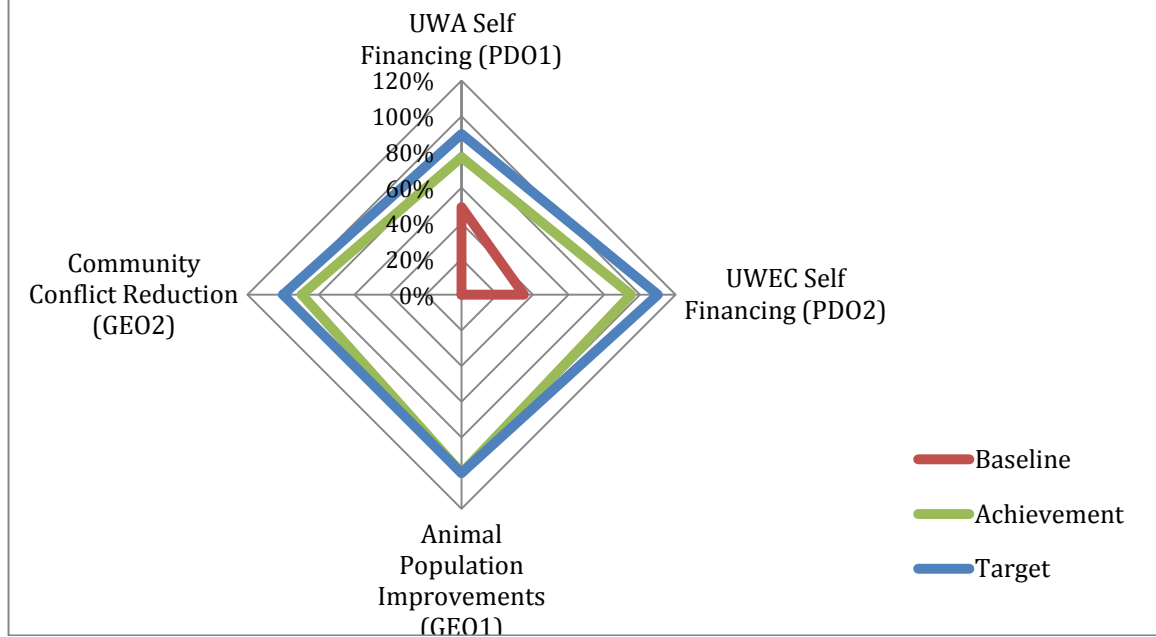 UWA Self
Financing (PDO1)
120%
100%
80%
60%
40%
20%
0%
Community
Conflict Reduction
(GEO2)
UWEC Self
Financing (PDO2)
Animal
Population
Improvements
(GEO1)
Baseline
Achievement
Target